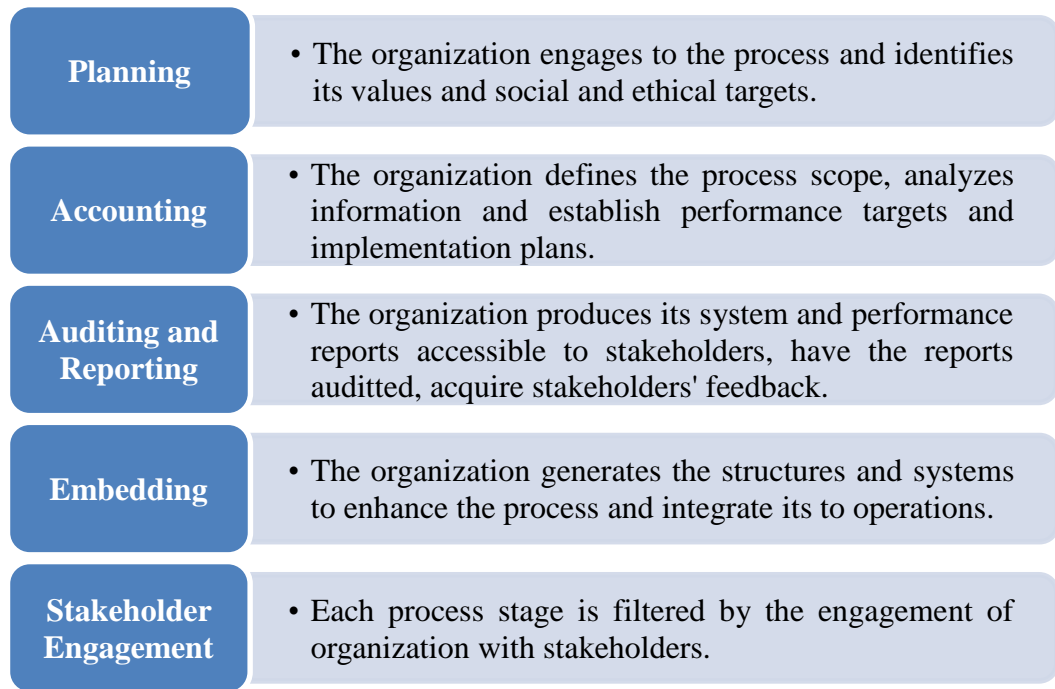 Planning
• The organization engages to the process and identifies
its values and social and ethical targets.
Accounting
• The organization defines the process scope, analyzes
information and establish performance targets and
implementation plans.
Auditing and
Reporting
• The organization produces its system and performance
reports accessible to stakeholders, have the reports
auditted, acquire stakeholders' feedback.
Embedding
• The organization generates the structures and systems
to enhance the process and integrate its to operations.
Stakeholder
Engagement
• Each process stage is filtered by the engagement of
organization with stakeholders.